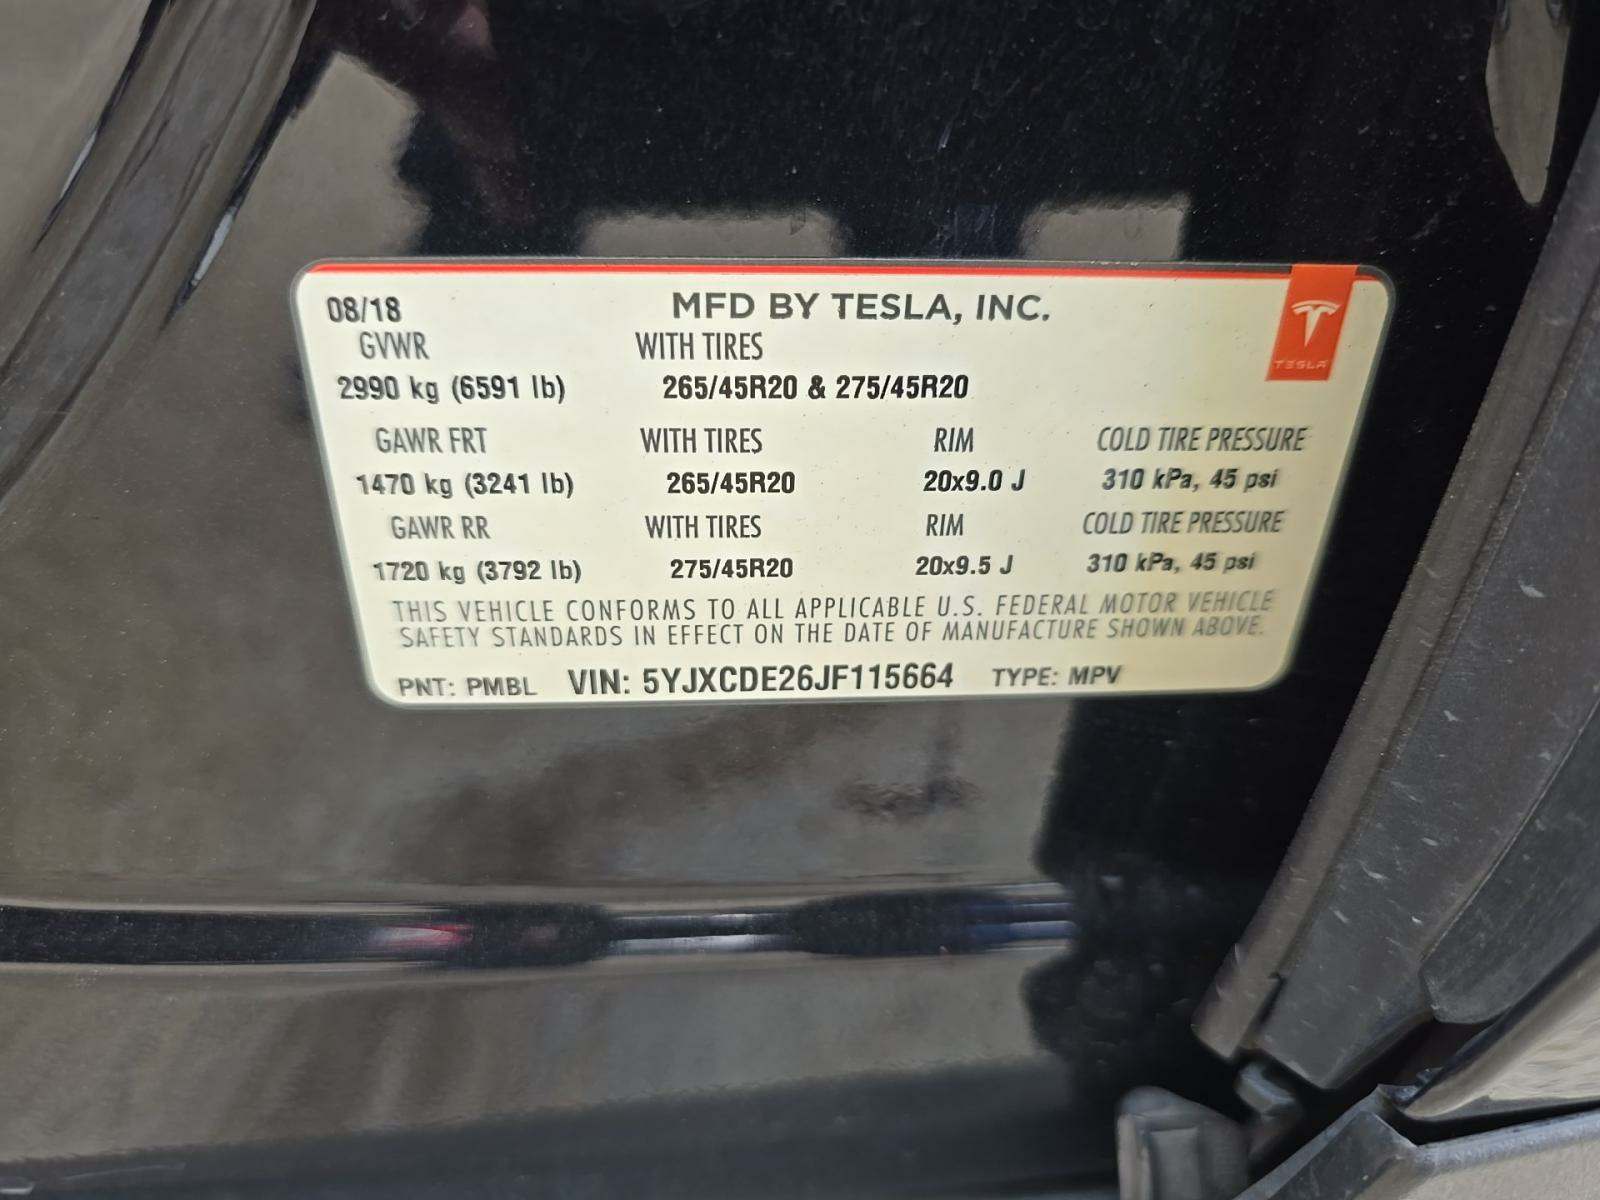 08/18 MFD BY TESLA, INC.
GVWR WITH TIRES
TESLA
2990 kg (6591 lb) 265/45R20 & 275/45R20
GAWR FRT WITH TIRES RIM COLD TIRE PRESSURE
1470 kg (3241 lb) 265/45R20 20x9.0 J 310 kPa, 45 psi
GAWR RR WITH TIRES RIM COLD TIRE PRESSURE
1720 kg (3792 lb) 275/45R20 20x9.5 J 310 kPa, 45 psi
THIS VEHICLE CONFORMS TO ALL APPLICABLE U.S. FEDERAL MOTOR VEHICLE
SAFETY STANDARDS IN EFFECT ON THE DATE OF MANUFACTURE SHOWN ABOVE.
PNT: PMBL VIN: 5YJXCDE26JF115664 TYPE: MPV